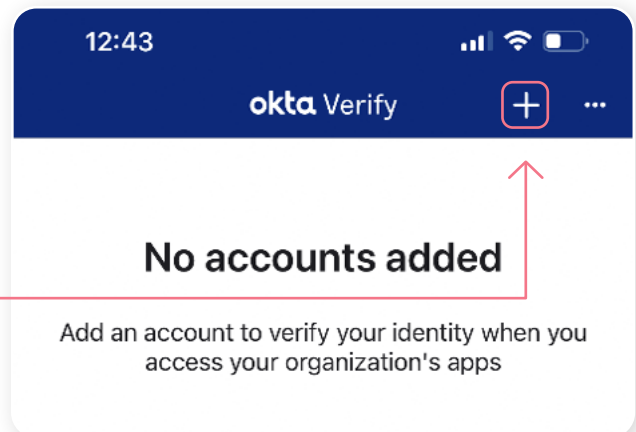 12:43
okta Verify
No accounts added
Add an account to verify your identity when you
access your organization's apps